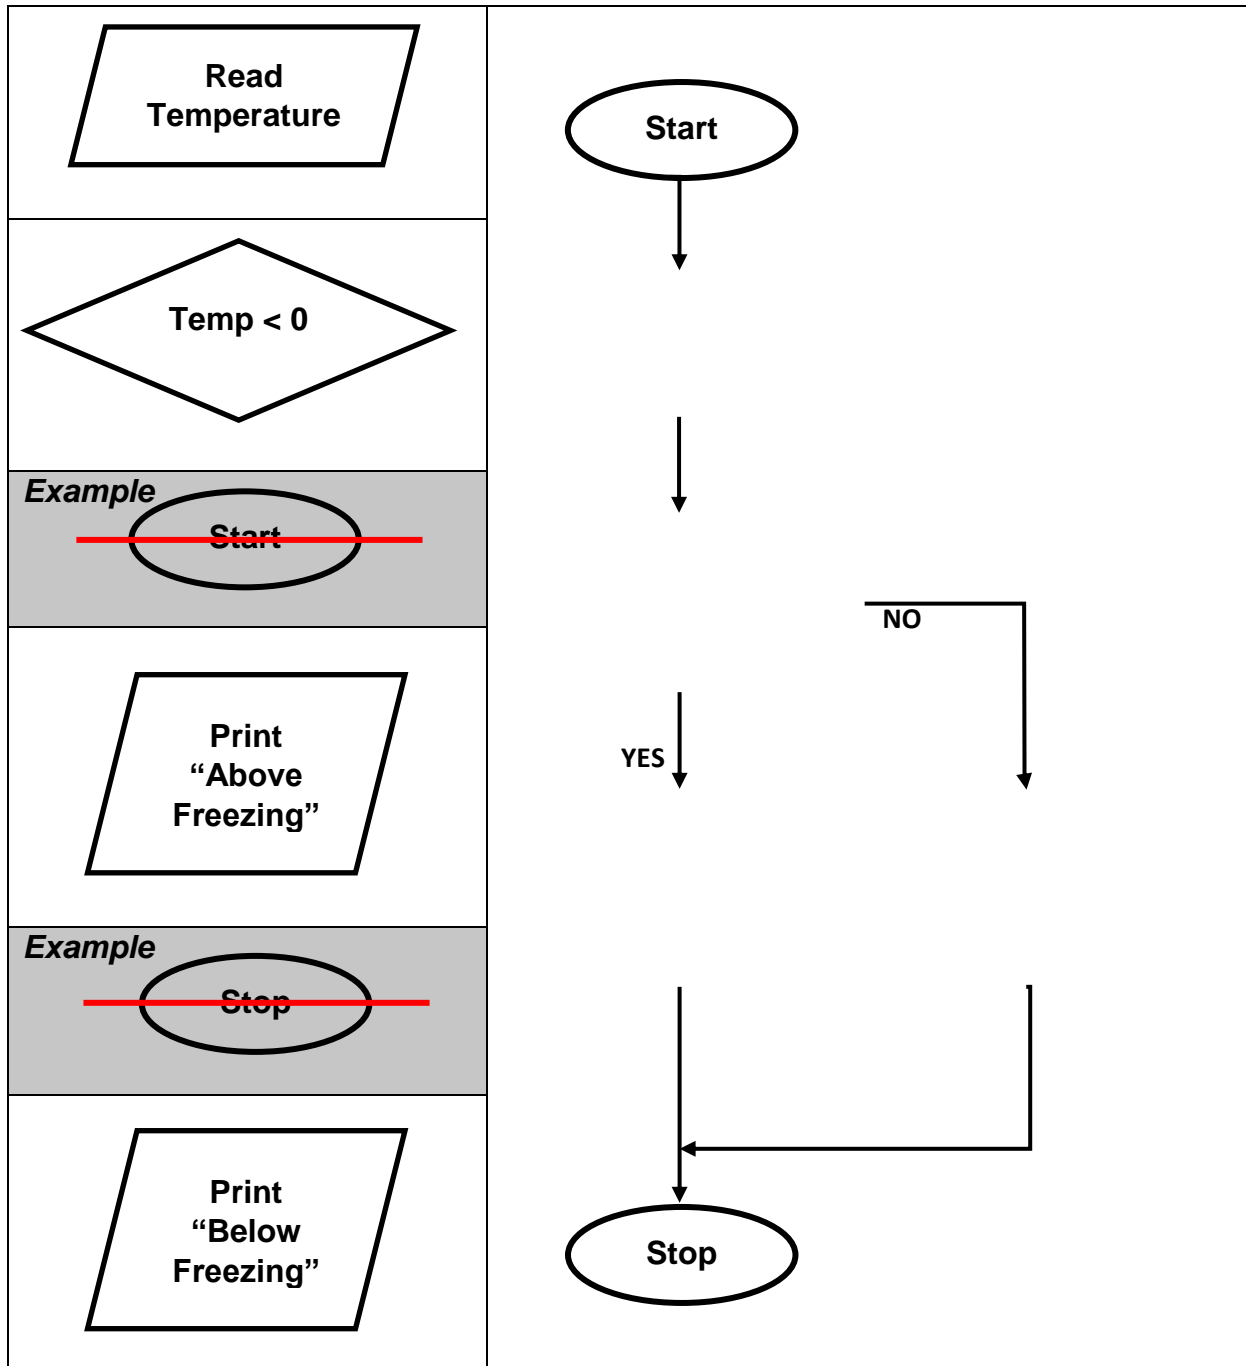 Read
Temperature
Temp < 0
Example
Start
Print
“Above
Freezing”
Example
Stop
Print
“Below
Freezing”
Start
NO
YES
Stop